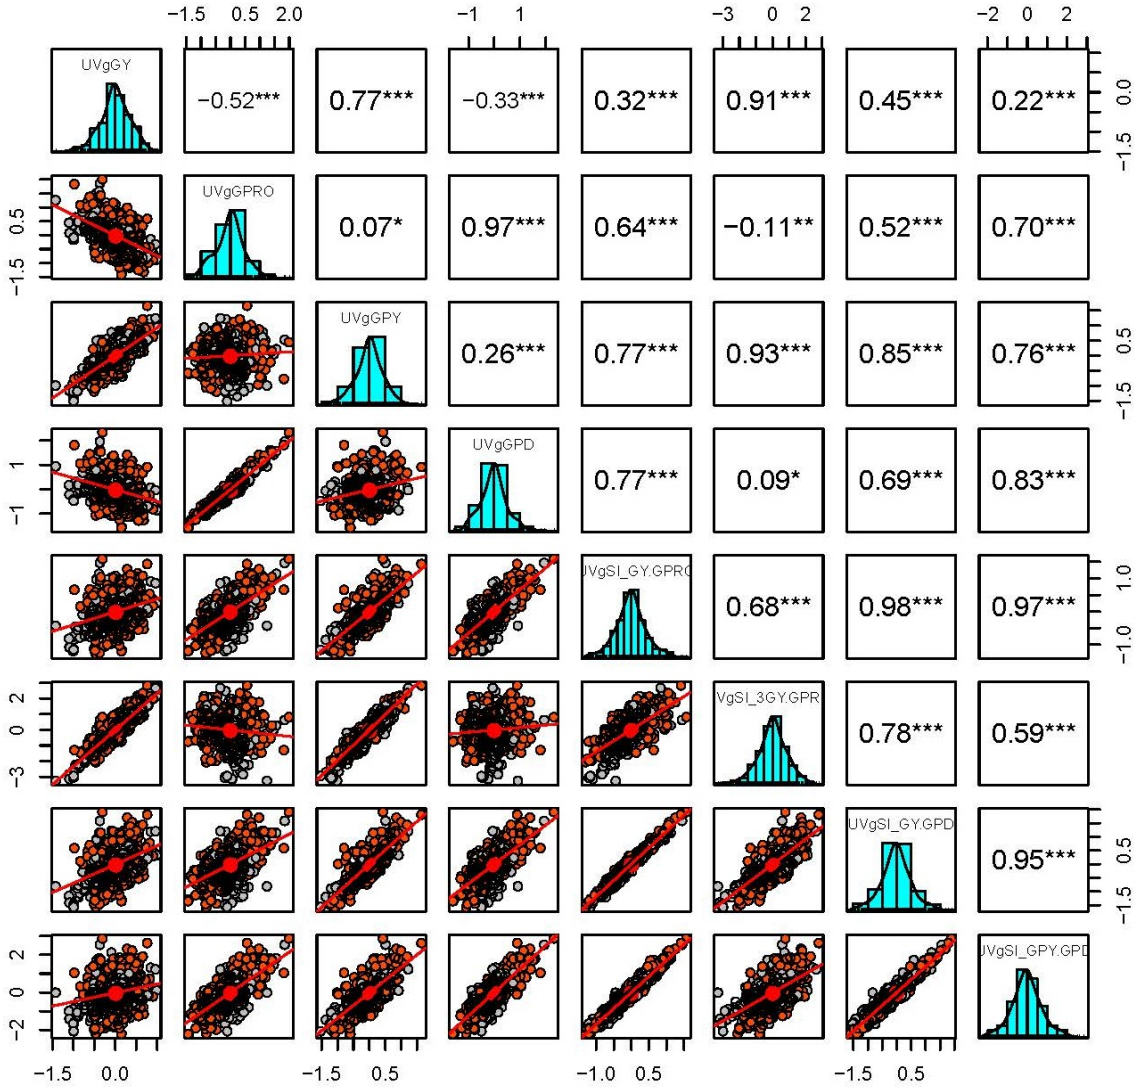 −1.5 0.5 2.0 −1 1 −3 0 2 −2 0 2
UVgGY −0.52*** 0.77*** −0.33*** 0.32*** 0.91*** 0.45*** 0.22*** −1.5 0.0
−1.5 0.5 UVgGPRO 0.07* 0.97*** 0.64*** −0.11** 0.52*** 0.70***
UVgGPY 0.26*** 0.77*** 0.93*** 0.85*** 0.76*** −1.5 0.5
−1 1 UVgGPD 0.77*** 0.09* 0.69*** 0.83***
JVgSI_GY.GPRO 0.68*** 0.98*** 0.97*** −1.0 1.0
−3 0 2 VgSI_3GY.GPR 0.78*** 0.59***
UVgSI_GY.GPD 0.95*** −1.5 0.5
−2 0 2 JVgSI_GPY.GPD
−1.5 0.0 −1.5 0.5 −1.0 0.5 −1.5 0.5